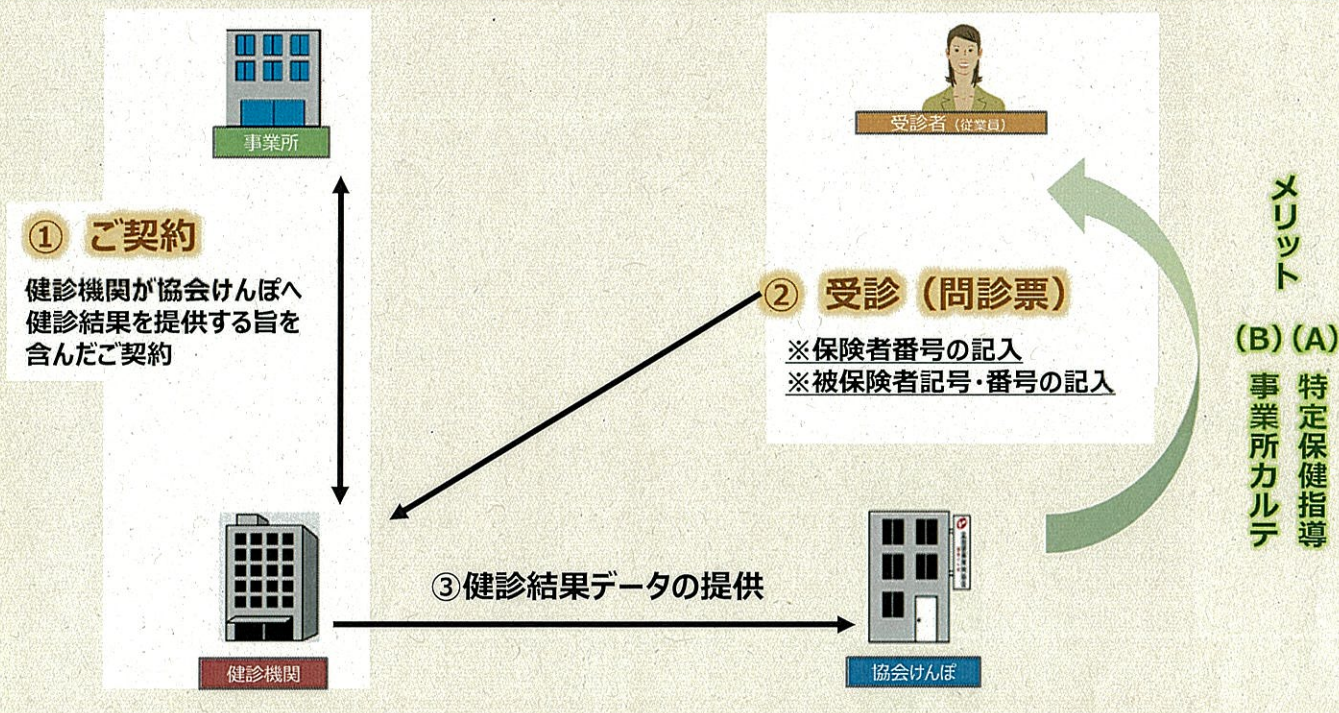 事業所
受診者（従業員）
① ご契約
健診機関が協会けんぽへ
健診結果を提供する旨を
含んだご契約
② 受診（問診票）
※保険者番号の記入
※被保険者記号・番号の記入
メリット
（A）特定保健指導
（B）事業所カルテ
③健診結果データの提供
健診機関
協会けんぽ